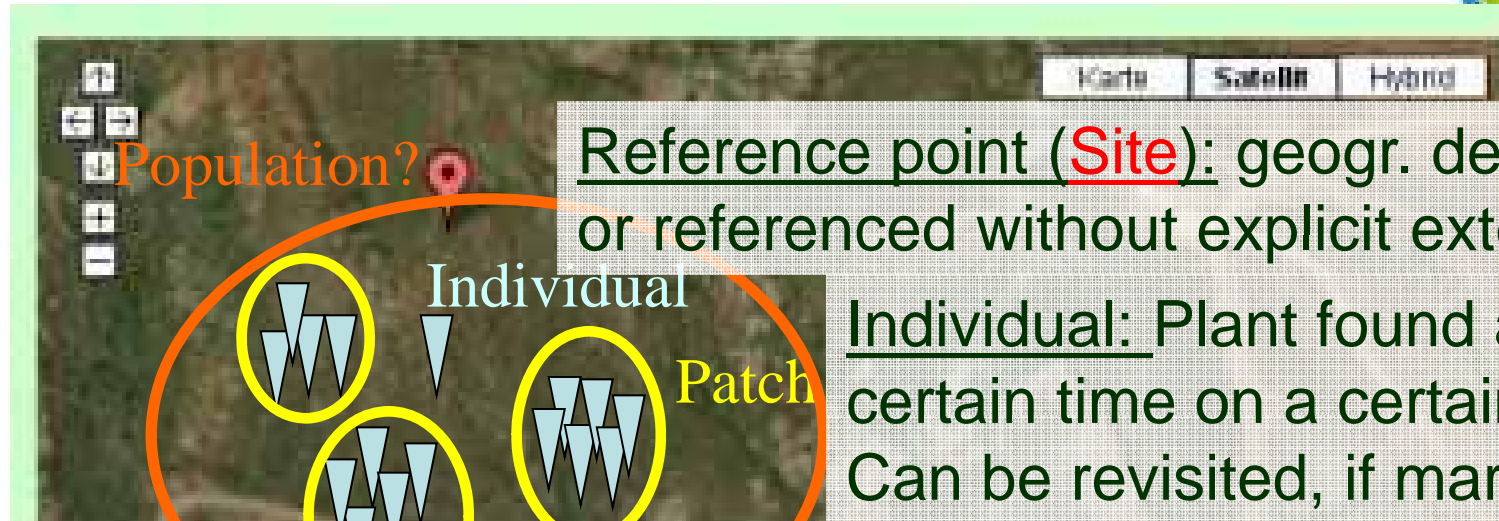 Karte Satellit Hybrid
Population?
Reference point (Site): geogr. de
or referenced without explicit ext
Individual
Individual: Plant found
Patch
certain time on a certai
Can be revisited, if mar